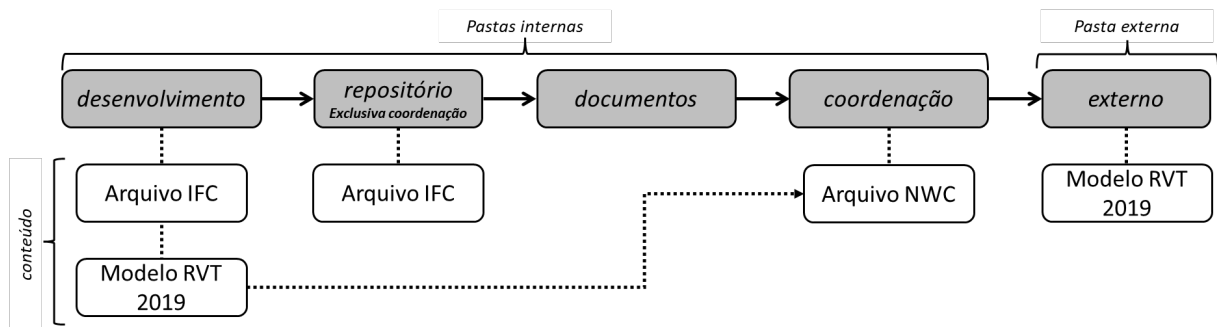 Pastas internas
Pasta externa
desenvolvimento
repositório
Exclusiva coordenação
documentos
coordenação
externo
conteúdo
Arquivo IFC
Arquivo IFC
Arquivo NWC
Modelo RVT
2019
Modelo RVT
2019